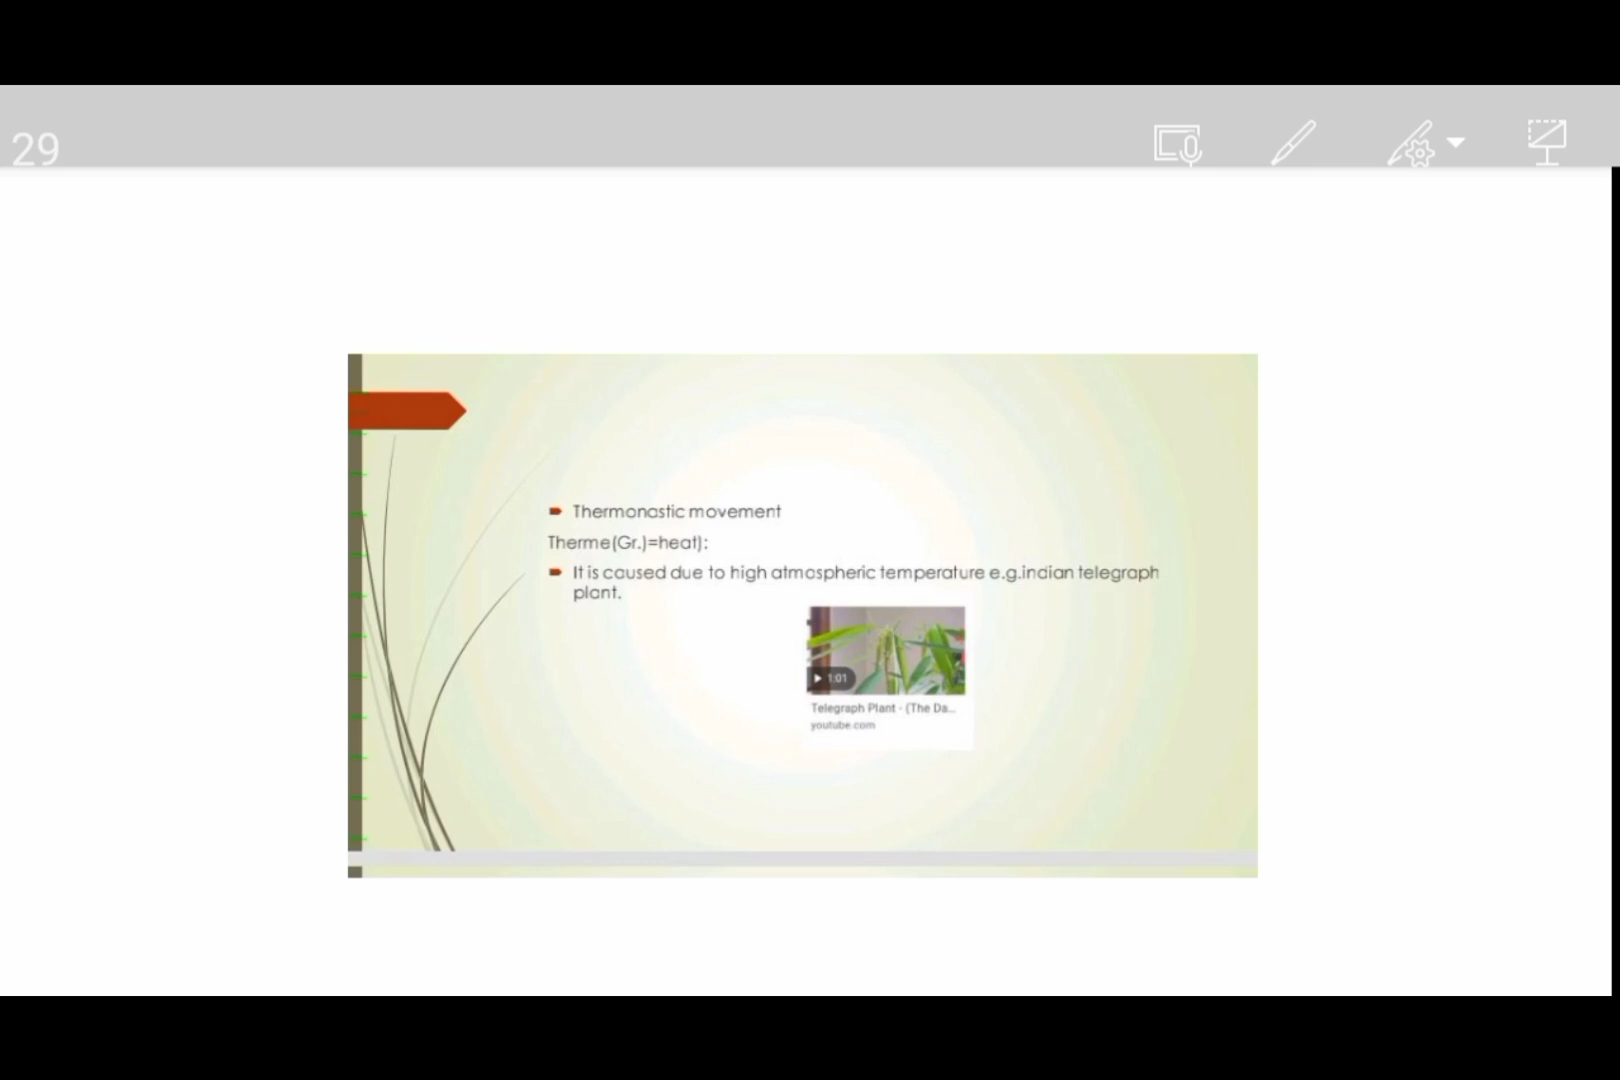 29
Thermonastic movement
Therme(Gr.)=heat):
It is caused due to high atmospheric temperature e.g.indian telegraph
plant.
1:01
Telegraph Plant - (The Da...
youtube.com